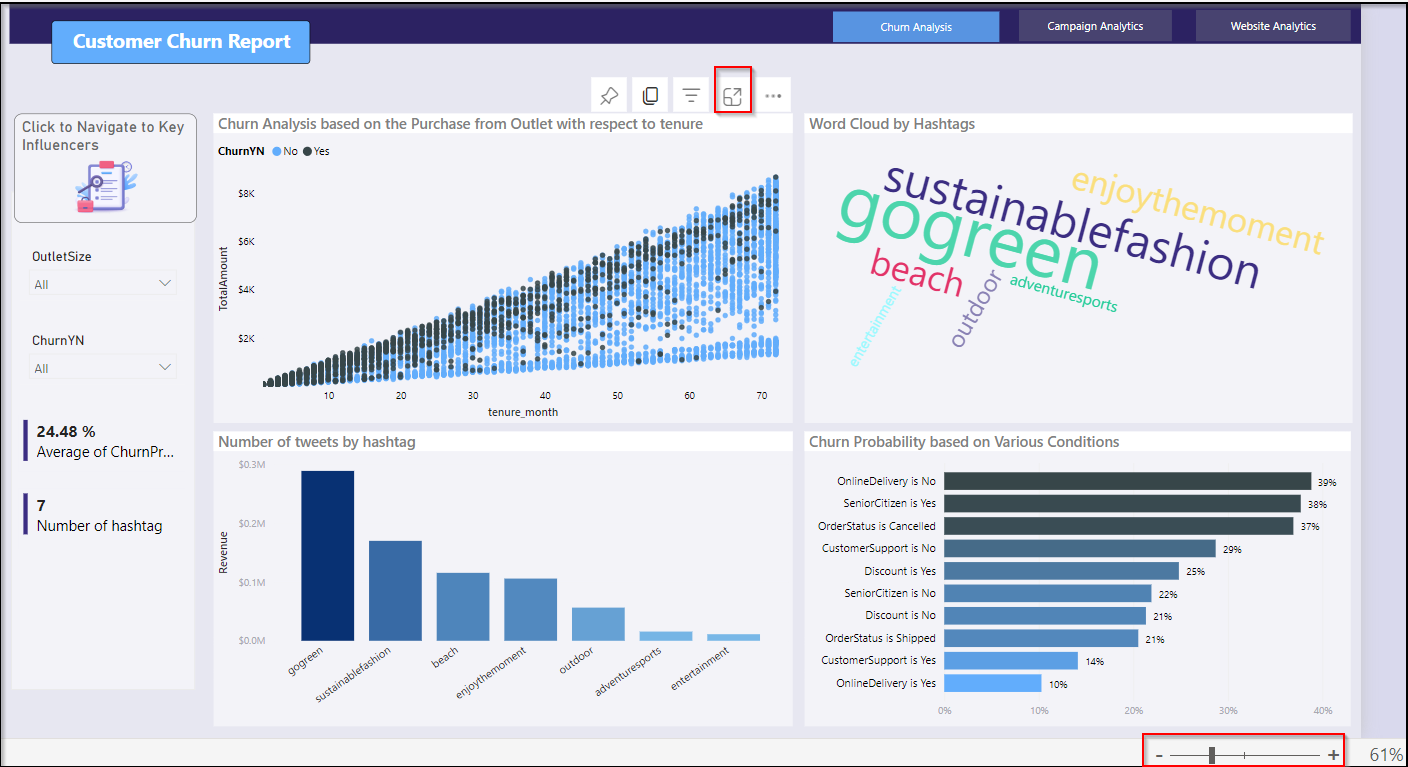 Customer Churn Report
Churn Analysis
Campaign Analytics
Website Analytics
Click to Navigate to Key
Influencers
OutletSize
All
ChurnYN
All
24.48 %
Average of ChurnPr...
7
Number of hashtag
Churn Analysis based on the Purchase from Outlet with respect to tenure
ChurnYN No Yes
TotalAmount
$8K
$6K
$4K
$2K
10 20 30 40 50 60 70
tenure_month
Word Cloud by Hashtags
sustainablefashion
enjoythemoment
gogreen
beach
adventuresports
outdoor
entertainment
Number of tweets by hashtag
Revenue
$0.3M
$0.2M
$0.1M
$0.0M
gogreen
sustainablefashion
beach
enjoythemoment
outdoor
adventuresports
entertainment
Churn Probability based on Various Conditions
OnlineDelivery is No 39%
SeniorCitizen is Yes 38%
OrderStatus is Cancelled 37%
CustomerSupport is No 29%
Discount is Yes 25%
SeniorCitizen is No 22%
Discount is No 21%
OrderStatus is Shipped 21%
CustomerSupport is Yes 14%
OnlineDelivery is Yes 10%
0% 10% 20% 30% 40%
- + 61%